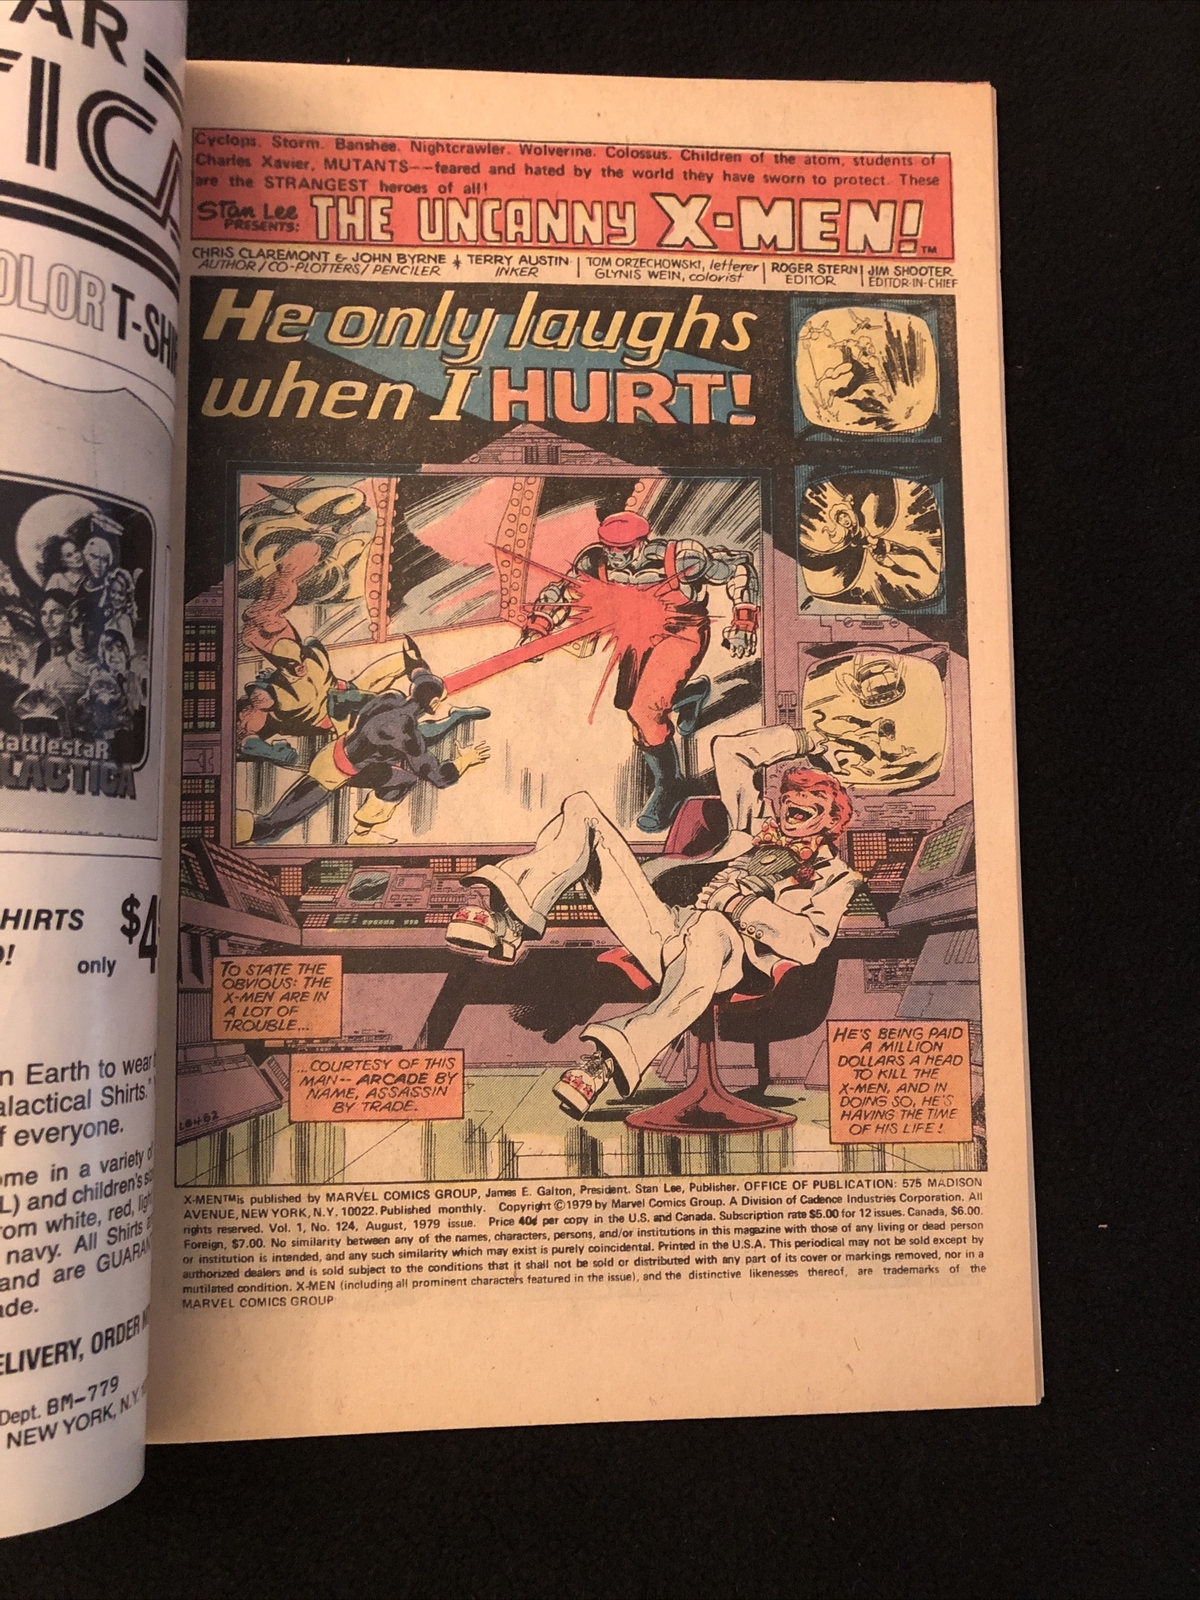 AR
OLOR T-SH
BattlestaR
GALACTICA
HIRTS $4
O! only
n Earth to wear
alactical Shirts."
f everyone.
ome in a variety of
L) and children's
rom white, red,
navy. All Shirts
and are GUARAN
ade.
ELIVERY, ORDER
Dept. BM-779
NEW YORK, N.Y.
Cyclops. Storm. Banshee. Nightcrawler. Wolverine. Colossus. Children of the atom, students of
Charles Xavier, MUTANTS--feared and hated by the world they have sworn to protect. These
are the STRANGEST heroes of all!
Stan Lee
PRESENTS: THE UNCANNY X-MEN!™
CHRIS CLAREMONT & JOHN BYRNE
AUTHOR / CO-PLOTTERS / PENCILER
TERRY AUSTIN
INKER
TOM ORZECHOWSKI, letterer
GLYNIS WEIN, colorist
ROGER STERN
EDITOR
JIM SHOOTER
EDITOR-IN-CHIEF
He only laughs
when I HURT!
TO STATE THE
OBVIOUS: THE
X-MEN ARE IN
A LOT OF
TROUBLE...
...COURTESY OF THIS
MAN-- ARCADE BY
NAME, ASSASSIN
BY TRADE.
HE'S BEING PAID
A MILLION
DOLLARS A HEAD
TO KILL THE
X-MEN, AND IN
DOING SO, HE'S
HAVING THE TIME
OF HIS LIFE!
X-MEN™ is published by MARVEL COMICS GROUP, James E. Galton, President. Stan Lee, Publisher. OFFICE OF PUBLICATION: 575 MADISON
AVENUE, NEW YORK, N.Y. 10022. Published monthly. Copyright ©1979 by Marvel Comics Group. A Division of Cadence Industries Corporation. All
rights reserved. Vol. 1, No. 124, August, 1979 issue. Price 40¢ per copy in the U.S. and Canada. Subscription rate $5.00 for 12 issues. Canada, $6.00.
Foreign, $7.00. No similarity between any of the names, characters, persons, and/or institutions in this magazine with those of any living or dead person
or institution is intended, and any such similarity which may exist is purely coincidental. Printed in the U.S.A. This periodical may not be sold except by
authorized dealers and is sold subject to the conditions that it shall not be sold or distributed with any part of its cover or markings removed, nor in a
mutilated condition. X-MEN (including all prominent characters featured in the issue), and the distinctive likenesses thereof, are trademarks of the
MARVEL COMICS GROUP